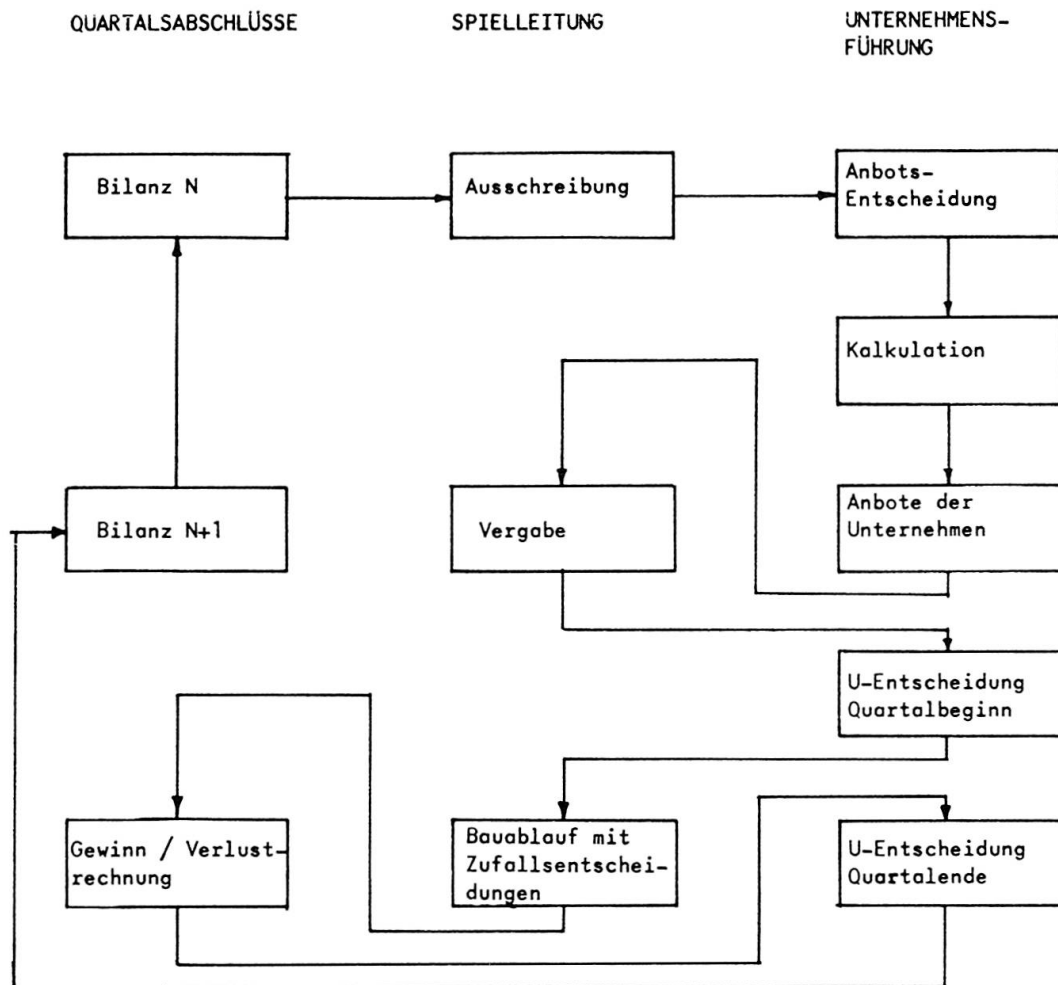 QUARTALSABSCHLÜSSE
SPIELLEITUNG
UNTERNEHMENS-
FÜHRUNG
Bilanz N
Ausschreibung
Anbots-
Entscheidung
Kalkulation
Bilanz N+1
Vergabe
Anbote der
Unternehmen
U-Entscheidung
Quartalbeginn
Gewinn / Verlust-
rechnung
Bauablauf mit
Zufallsentschei-
dungen
U-Entscheidung
Quartalende